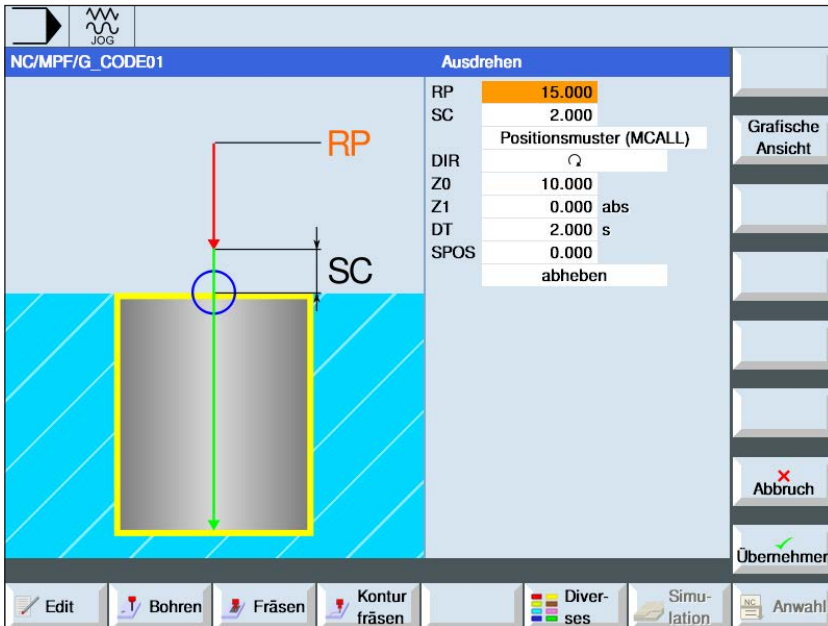 JOG
NC/MPF/G_CODE01
Ausdrehen
RP 15.000
SC 2.000
Positionsmuster (MCALL)
DIR
Z0 10.000
Z1 0.000 abs
DT 2.000 s
SPOS 0.000
abheben
RP
SC
Grafische
Ansicht
Abbruch
Übernehmen
Edit
Bohren
Fräsen
Kontur
fräsen
Diver-
ses
Simu-
lation
NC
Anwahl